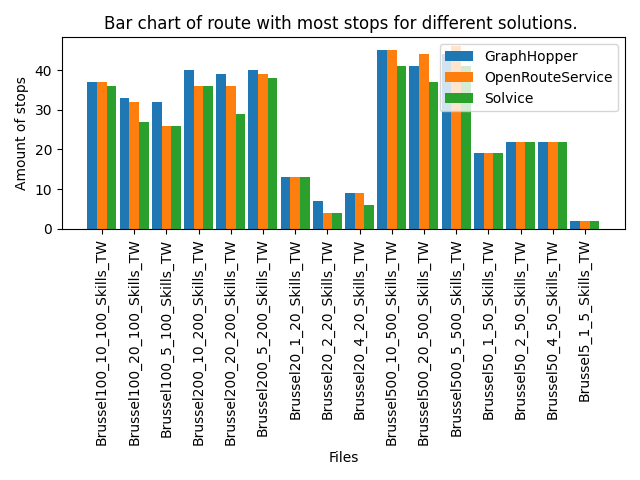 Bar chart of route with most stops for different solutions.
GraphHopper
OpenRouteService
Solvice
Amount of stops
40
30
20
10
0
Brussel100_10_100_Skills_TW
Brussel100_20_100_Skills_TW
Brussel100_5_100_Skills_TW
Brussel200_10_200_Skills_TW
Brussel200_20_200_Skills_TW
Brussel200_5_200_Skills_TW
Brussel20_1_20_Skills_TW
Brussel20_2_20_Skills_TW
Brussel20_4_20_Skills_TW
Brussel500_10_500_Skills_TW
Brussel500_20_500_Skills_TW
Brussel500_5_500_Skills_TW
Brussel50_1_50_Skills_TW
Brussel50_2_50_Skills_TW
Brussel50_4_50_Skills_TW
Brussel5_1_5_Skills_TW
Files